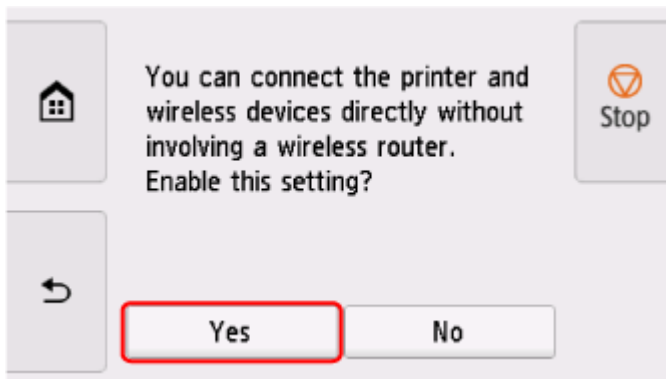 You can connect the printer and
wireless devices directly without
involving a wireless router.
Enable this setting?
Stop
Yes
No